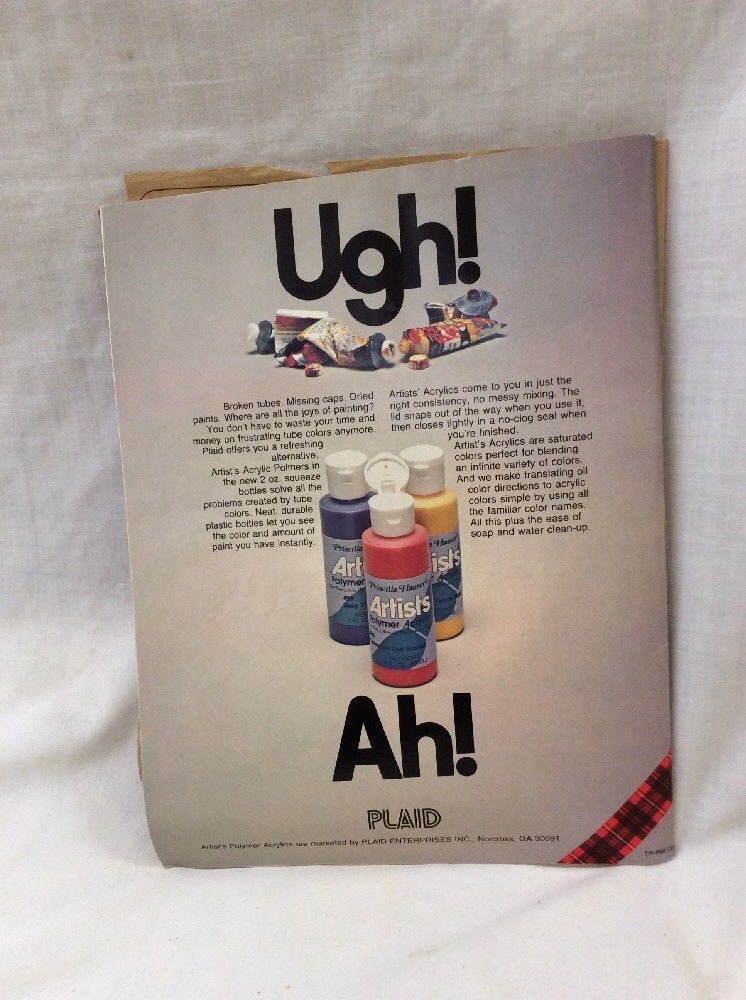 Ugh!
Broken tubes. Missing caps. Dried
paints. Where are all the joys of painting?
You don't have to waste your time and
money on frustrating tube colors anymore.
Plaid offers you a refreshing
alternative.
Artist's Acrylic Polmers in
the new 2 oz. squeeze
bottles solve all the
problems created by tube
colors. Neat, durable
plastic bottles let you see
the color and amount of
paint you have instantly.
Artists' Acrylics come to you in just the
right consistency, no messy mixing. The
lid snaps out of the way when you use it,
then closes tightly in a no-clog seal when
you're finished.
Artist's Acrylics are saturated
colors perfect for blending
an infinite variety of colors.
And we make translating oil
color directions to acrylic
colors simple by using all
the familiar color names.
All this plus the ease of
soap and water clean-up.
Priscilla
Art
Polymer
Hauser's
ist's
Priscilla Hauser's
Artist's
Polymer Acryl
Ah!
PLAID
Artist's Polymer Acrylics are marketed by PLAID ENTERPRISES INC., Norcross, GA 30091